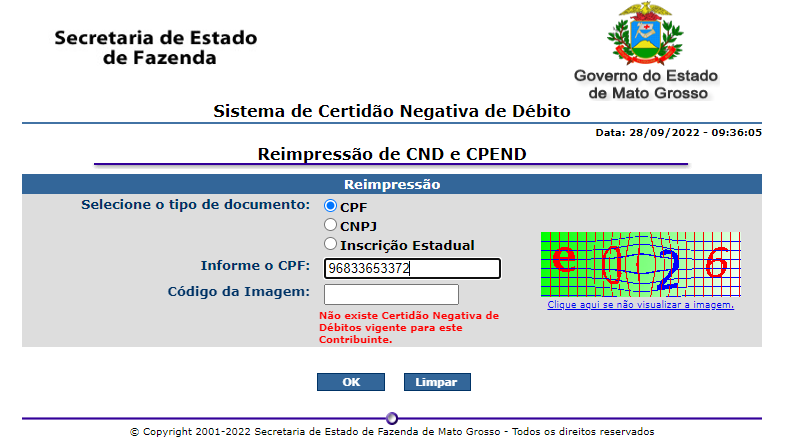 Secretaria de Estado
de Fazenda
Governo do Estado
de Mato Grosso
Sistema de Certidão Negativa de Débito
Data: 28/09/2022 - 09:36:05
Reimpressão de CND e CPEND
Reimpressão
Selecione o tipo de documento:
CPF
CNPJ
Inscrição Estadual
Informe o CPF:
96833653372
Código da Imagem:
e026
Clique aqui se não visualizar a imagem.
Não existe Certidão Negativa de
Débitos vigente para este
Contribuinte.
OK
Limpar
© Copyright 2001-2022 Secretaria de Estado de Fazenda de Mato Grosso - Todos os direitos reservados